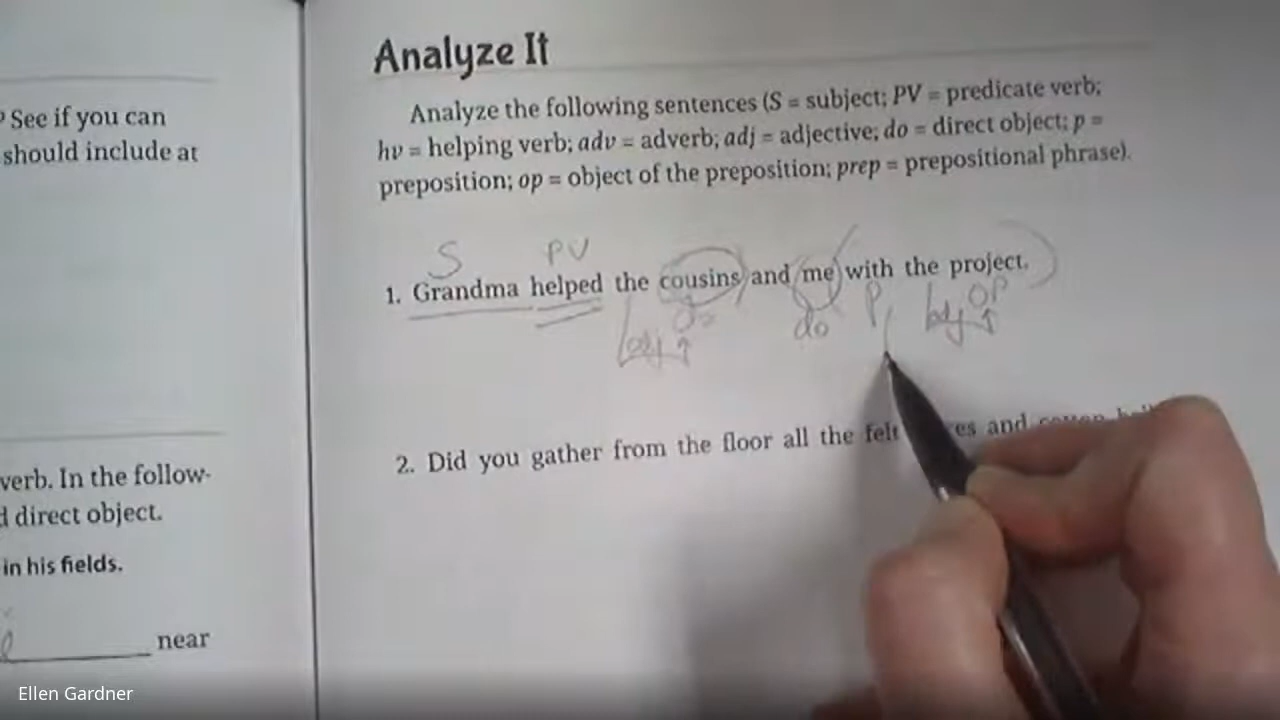 See if you can
should include at
verb. In the follow-
d direct object.
in his fields.
near
Analyze It
Analyze the following sentences (S = subject; PV = predicate verb;
hv = helping verb; adv = adverb; adj = adjective; do = direct object; p =
preposition; op = object of the preposition; prep = prepositional phrase).
S PV
1. Grandma helped the cousins and me with the project.
adj do do P adj OP
2. Did you gather from the floor all the felt and
Ellen Gardner